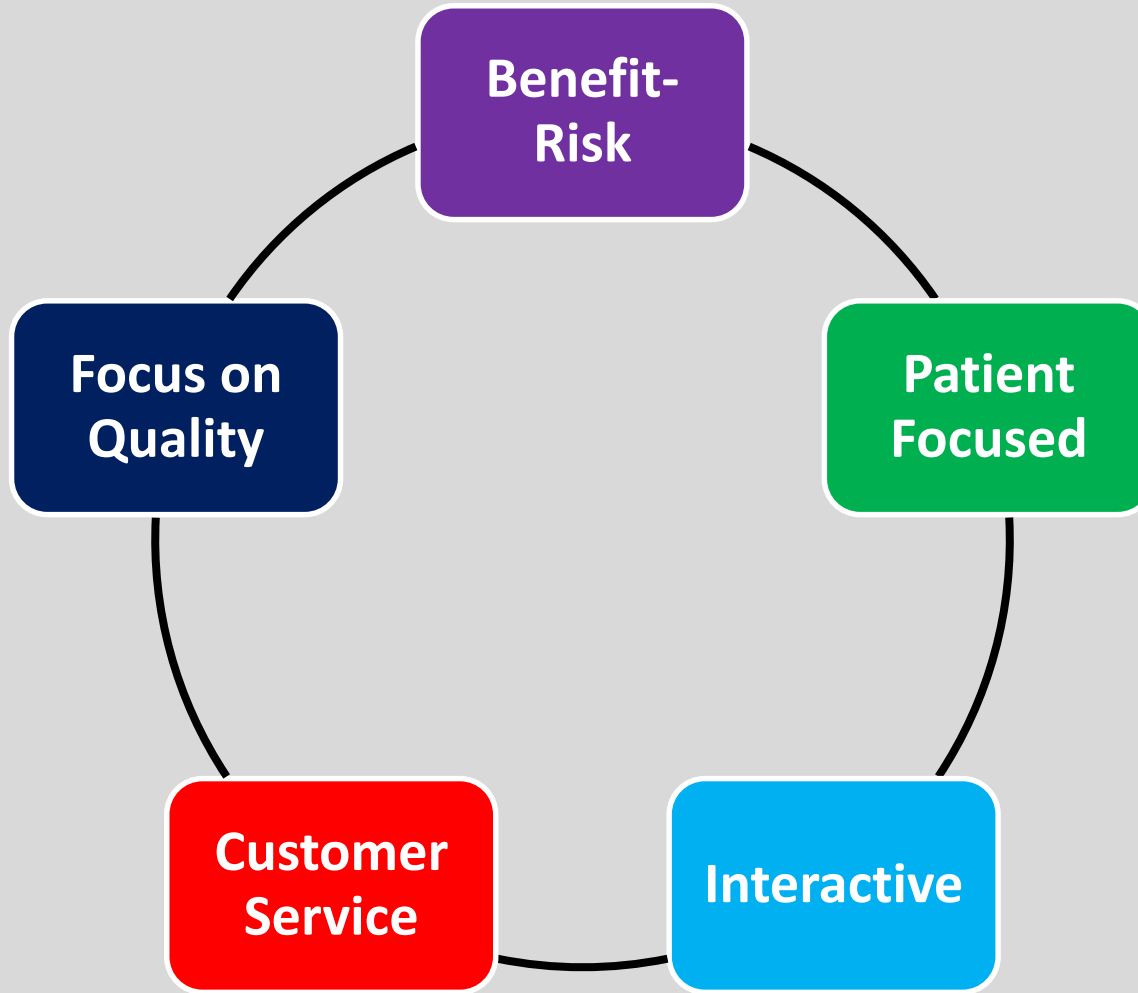 Benefit-
Risk
Patient
Focused
Interactive
Customer
Service
Focus on
Quality